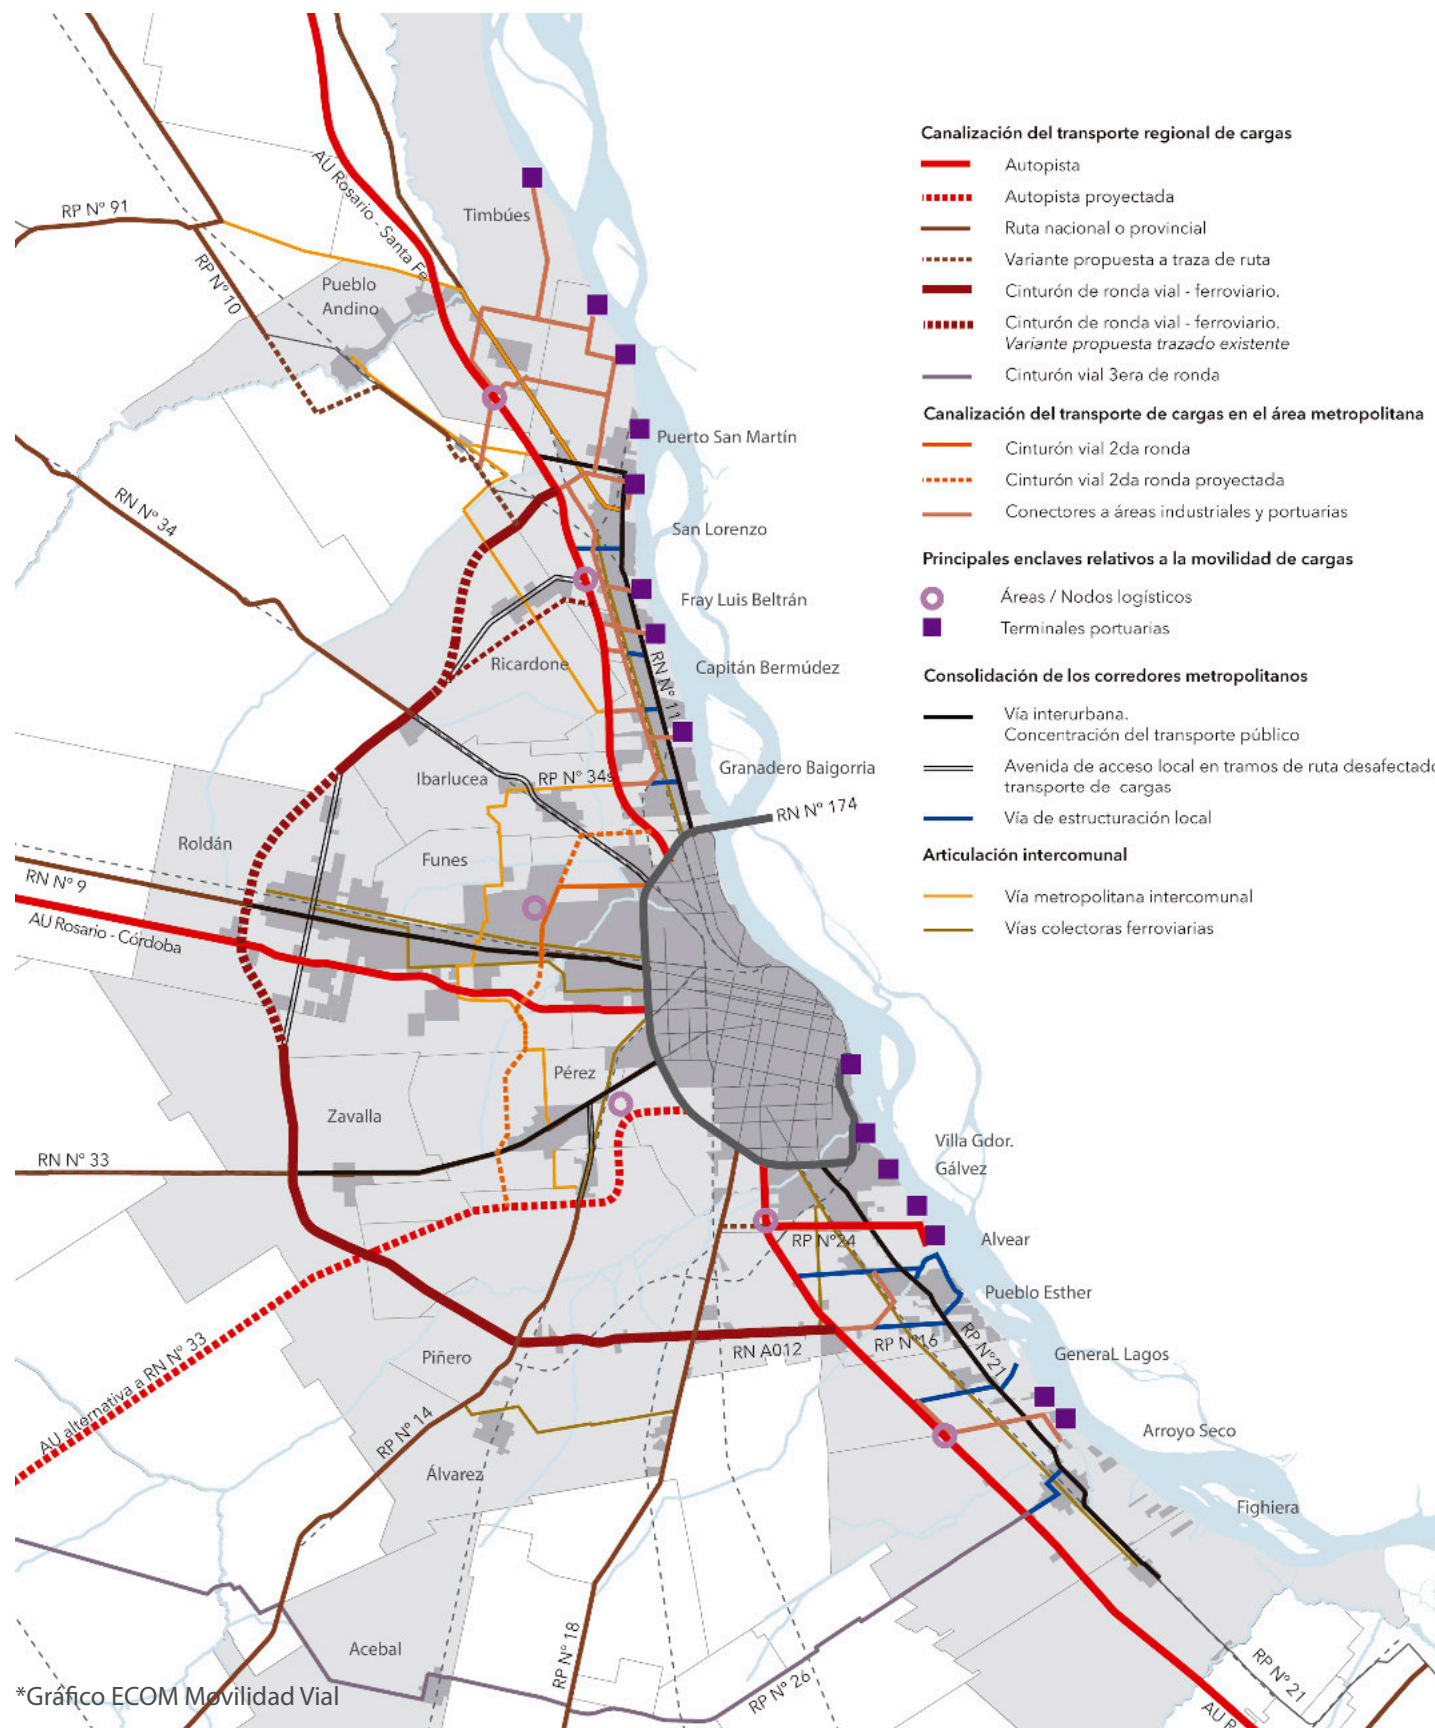 Canalización del transporte regional de cargas
Autopista
Autopista proyectada
Ruta nacional o provincial
Variante propuesta a traza de ruta
Cinturón de ronda vial - ferroviario.
Cinturón de ronda vial - ferroviario.
Variante propuesta trazado existente
Cinturón vial 3era de ronda
Canalización del transporte de cargas en el área metropolitana
Cinturón vial 2da ronda
Cinturón vial 2da ronda proyectada
Conectores a áreas industriales y portuarias
Principales enclaves relativos a la movilidad de cargas
Áreas / Nodos logísticos
Terminales portuarias
Consolidación de los corredores metropolitanos
Vía interurbana.
Concentración del transporte público
Avenida de acceso local en tramos de ruta desafectado
transporte de cargas
Vía de estructuración local
Articulación intercomunal
Vía metropolitana intercomunal
Vías colectoras ferroviarias
AU Rosario - Santa Fe
RP Nº 91
Timbúes
RP Nº 10
Pueblo
Andino
Puerto San Martín
RN Nº 34
San Lorenzo
Fray Luis Beltrán
Ricardone
RN Nº 11
Capitán Bermúdez
Ibarlucea
RP Nº 34s
Granadero Baigorria
RN Nº 174
Roldán
Funes
RN Nº 9
AU Rosario - Córdoba
Pérez
Zavalla
RN Nº 33
Villa Gdor.
Gálvez
RP Nº24
Alvear
Pueblo Esther
AU alternativa a RN Nº 33
Piñero
RN A012
RP Nº16
RP Nº21
GeneraL Lagos
RP Nº 14
Arroyo Seco
Álvarez
Fighiera
Acebal
RP Nº 18
RP Nº 26
RP Nº 21
AU R
*Gráfico ECOM Movilidad Vial